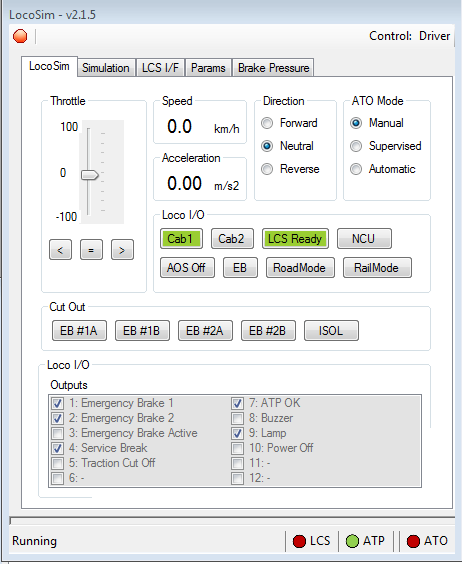 LocoSim - v2.1.5
Control: Driver
LocoSim Simulation LCS I/F Params Brake Pressure
Throttle
100
0
-100
< = >
Speed
0.0 km/h
Acceleration
0.00 m/s2
Direction
Forward
Neutral
Reverse
ATO Mode
Manual
Supervised
Automatic
Loco I/O
Cab1 Cab2 LCS Ready NCU
AOS Off EB RoadMode RailMode
Cut Out
EB #1A EB #1B EB #2A EB #2B ISOL
Loco I/O
Outputs
1: Emergency Brake 1
2: Emergency Brake 2
3: Emergency Brake Active
4: Service Break
5: Traction Cut Off
6: -
7: ATP OK
8: Buzzer
9: Lamp
10: Power Off
11: -
12: -
Running LCS ATP ATO